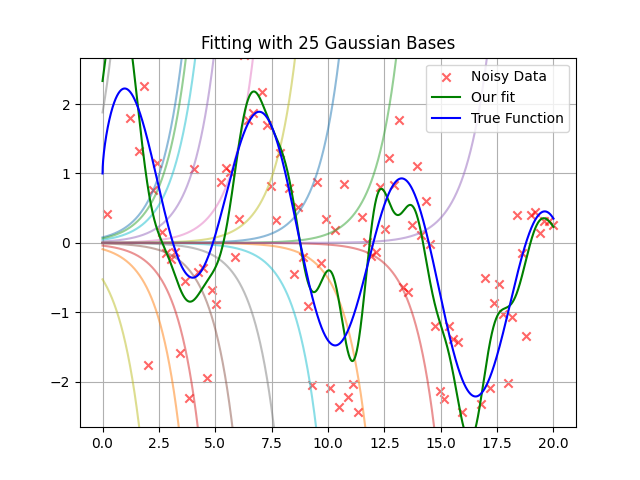 Fitting with 25 Gaussian Bases
Noisy Data
Our fit
True Function
2
1
0
−1
−2
0.0 2.5 5.0 7.5 10.0 12.5 15.0 17.5 20.0